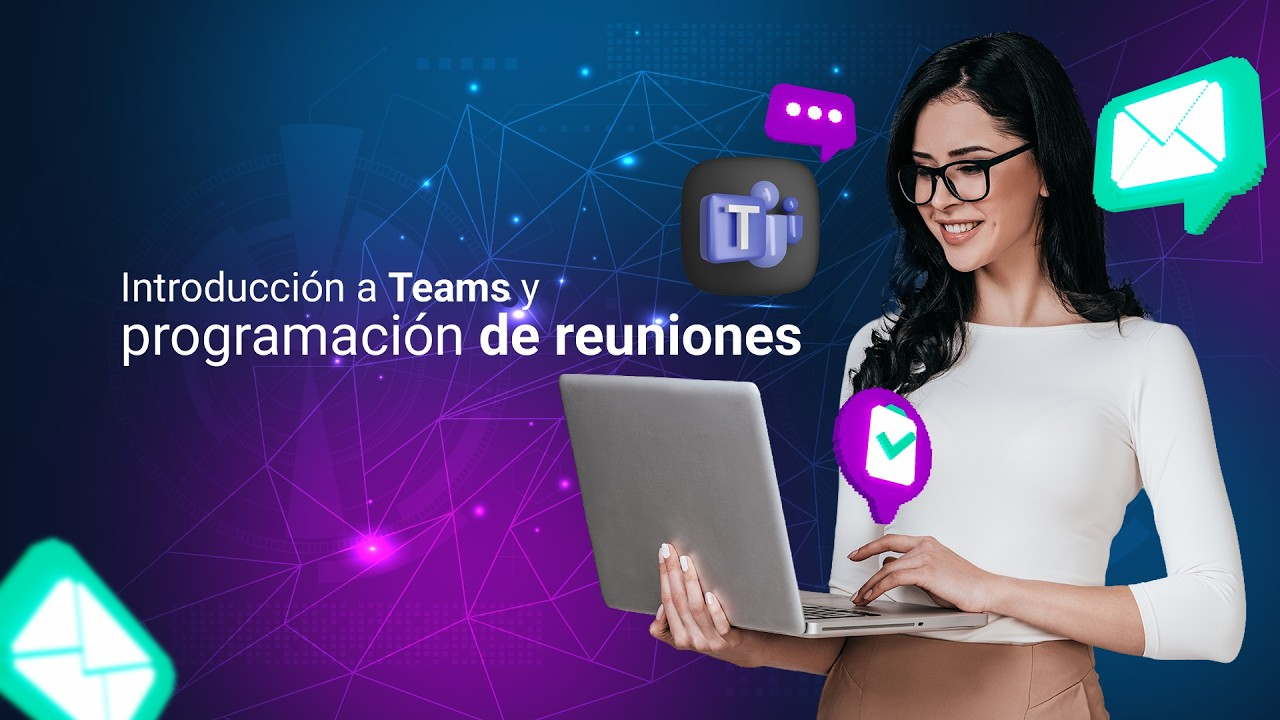 T
Introducción a Teams y
programación de reuniones